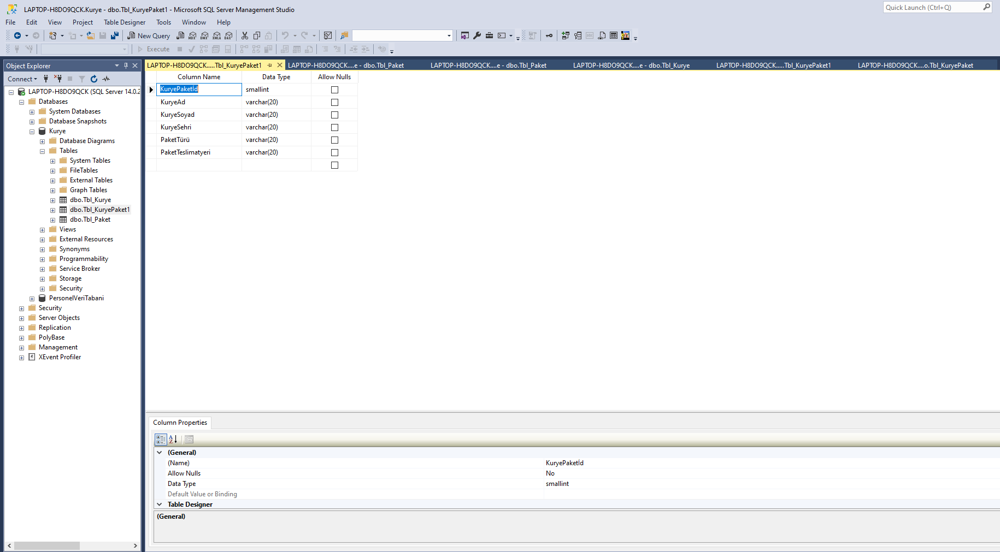 LAPTOP-H8DO9QCK.Kurye - dbo.Tbl_KuryePaket1 - Microsoft SQL Server Management Studio
Quick Launch (Ctrl+Q)
File Edit View Project Table Designer Tools Window Help
New Query MDX DMX XMLA DAX
Execute
Object Explorer
Connect
LAPTOP-H8DO9QCK (SQL Server 14.0.2
Databases
System Databases
Database Snapshots
Kurye
Database Diagrams
Tables
System Tables
FileTables
External Tables
Graph Tables
dbo.Tbl_Kurye
dbo.Tbl_KuryePaket1
dbo.Tbl_Paket
Views
External Resources
Synonyms
Programmability
Service Broker
Storage
Security
PersonelVeriTabani
Security
Server Objects
Replication
PolyBase
Management
XEvent Profiler
LAPTOP-H8DO9QCK.....Tbl_KuryePaket1 LAPTOP-H8DO9QCK....e - dbo.Tbl_Paket LAPTOP-H8DO9QCK....e - dbo.Tbl_Paket LAPTOP-H8DO9QCK....e - dbo.Tbl_Kurye LAPTOP-H8DO9QCK.....Tbl_KuryePaket1 LAPTOP-H8DO9QCK....o.Tbl_KuryePaket
Column Name Data Type Allow Nulls
KuryePaketİd smallint
KuryeAd varchar(20)
KuryeSoyad varchar(20)
KuryeSehri varchar(20)
PaketTürü varchar(20)
PaketTeslimatyeri varchar(20)
Column Properties
(General)
(Name) KuryePaketİd
Allow Nulls No
Data Type smallint
Default Value or Binding
Table Designer
(General)